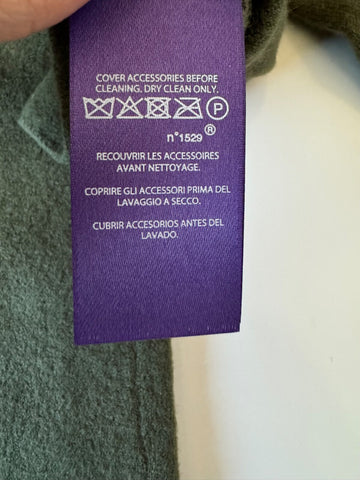 COVER ACCESSORIES BEFORE
CLEANING. DRY CLEAN ONLY.
P
n°1529®
RECOUVRIR LES ACCESSOIRES
AVANT NETTOYAGE.
COPRIRE GLI ACCESSORI PRIMA DEL
LAVAGGIO A SECCO.
CUBRIR ACCESORIOS ANTES DEL
LAVADO.